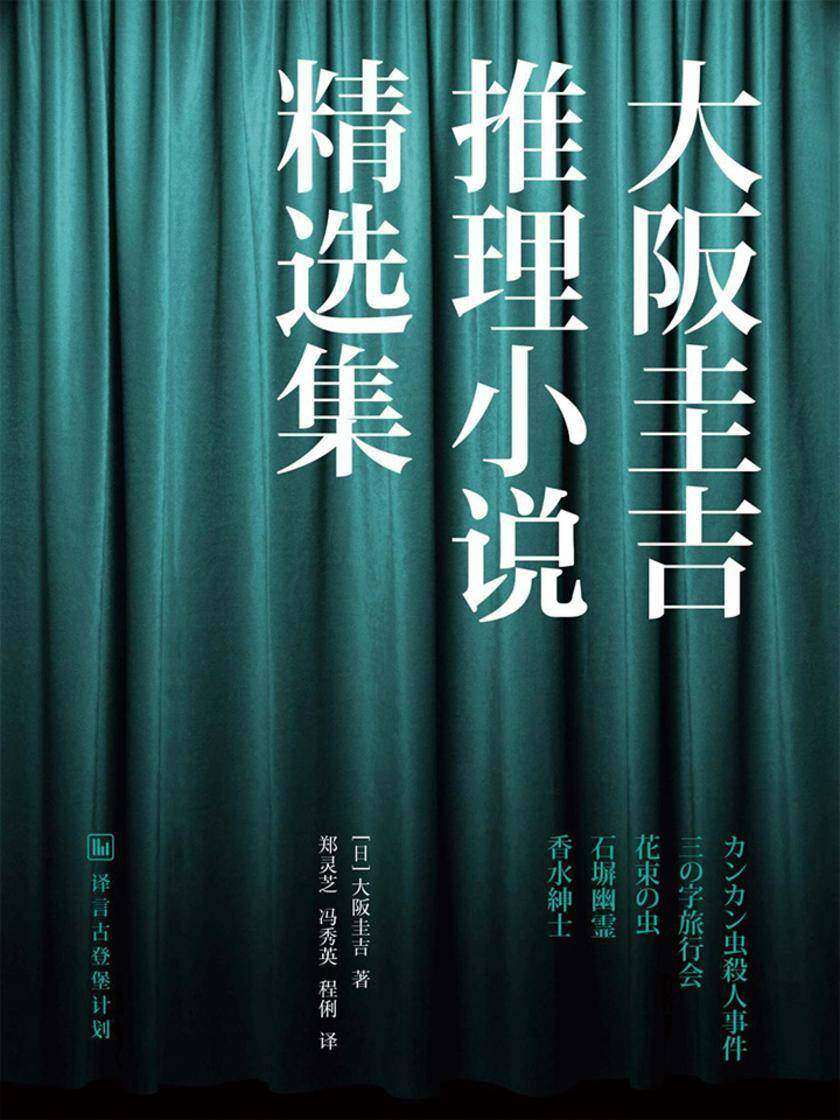 大阪圭吉
推理小说
精选集
カンカン虫殺人事件
三の字旅行会
花束の虫
石塀幽霊
香水紳士
[日]大阪圭吉 著
郑灵芝 冯秀英 程俐 译
译言古登堡计划